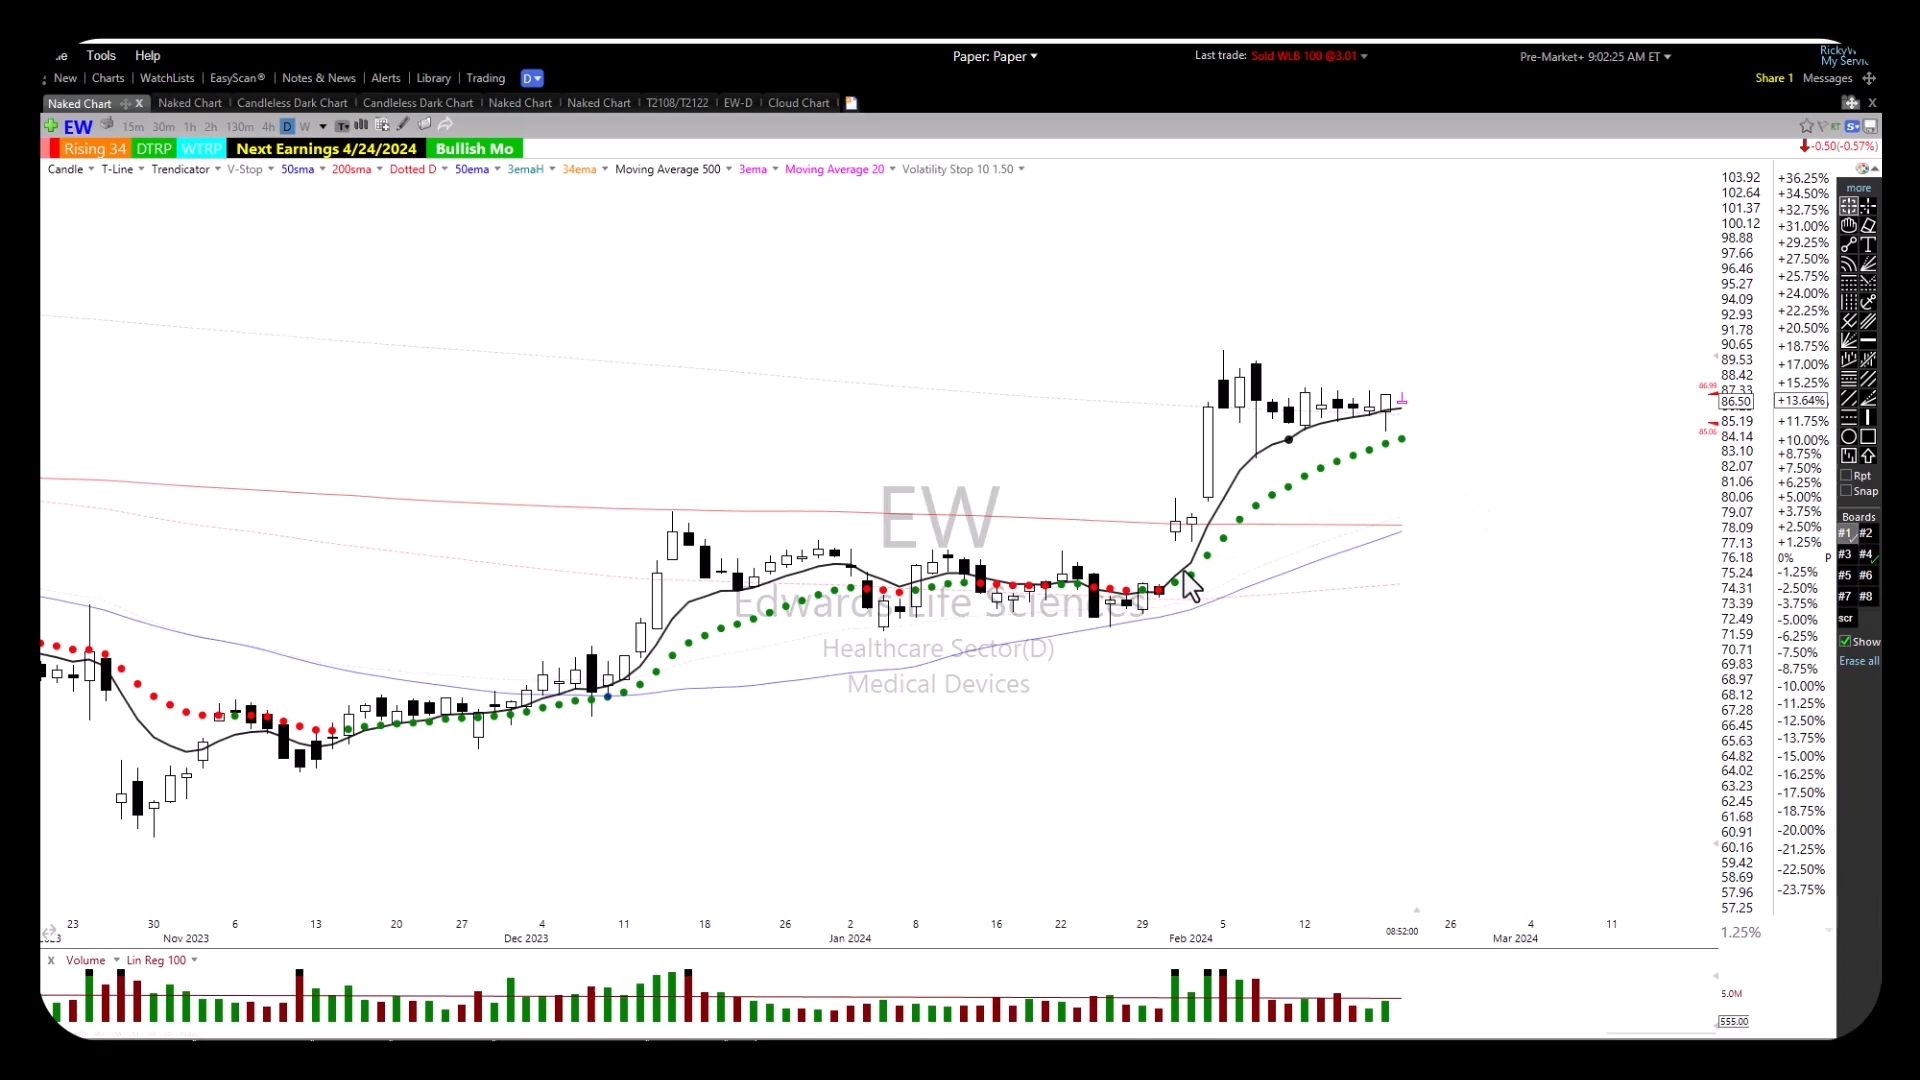 Tools Help
Paper: Paper
Last trade: Sold WLB 100 @3.01
Pre-Market+ 9:02:25 AM ET
New | Charts | WatchLists | EasyScan® | Notes & News | Alerts | Library | Trading D
Share 1 Messages
Naked Chart X Naked Chart | Candleless Dark Chart | Candleless Dark Chart | Naked Chart | Naked Chart | T2108/T2122 | EW-D | Cloud Chart
X
EW 15m 30m 1h 2h 130m 4h D W
Rising 34 DTRP WTRP Next Earnings 4/24/2024 Bullish Mo
-0.50(-0.57%)
Candle T-Line Trendicator V-Stop 50sma 200sma Dotted D 50ema 3emaH 34ema Moving Average 500 3ema Moving Average 20 Volatility Stop 10 1.50
103.92 +36.25%
102.64 +34.50%
101.37 +32.75%
100.12 +31.00%
98.88 +29.25%
97.66 +27.50%
96.46 +25.75%
95.27 +24.00%
94.09 +22.25%
92.93 +20.50%
91.78 +18.75%
90.65 +17.00%
89.53 +15.25%
88.42
87.33
86.99
86.50 +13.64%
85.19 +11.75%
85.06
84.14 +10.00%
83.10 +8.75%
82.07 +7.50%
81.06 +6.25%
80.06 +5.00%
79.07 +3.75%
78.09 +2.50%
77.13 +1.25%
76.18 0% P
75.24 -1.25%
74.31 -2.50%
73.39 -3.75%
72.49 -5.00%
71.59 -6.25%
70.71 -7.50%
69.83 -8.75%
68.97 -10.00%
68.12 -11.25%
67.28 -12.50%
66.45 -13.75%
65.63 -15.00%
64.82 -16.25%
64.02 -17.50%
63.23 -18.75%
62.45 -20.00%
61.68 -21.25%
60.91 -22.50%
60.16 -23.75%
59.42
58.69
57.96
57.25
more
Rpt
Snap
Boards
#1 #2
#3 #4
#5 #6
#7 #8
scr
Show
Erase all
EW
Edwards Life Sciences
Healthcare Sector(D)
Medical Devices
23 30 6 13 20 27 4 11 18 26 2 8 16 22 29 5 12 08:52:00 26 4 11
Nov 2023 Dec 2023 Jan 2024 Feb 2024 Mar 2024
1.25%
X Volume Lin Reg 100
5.0M
555.00